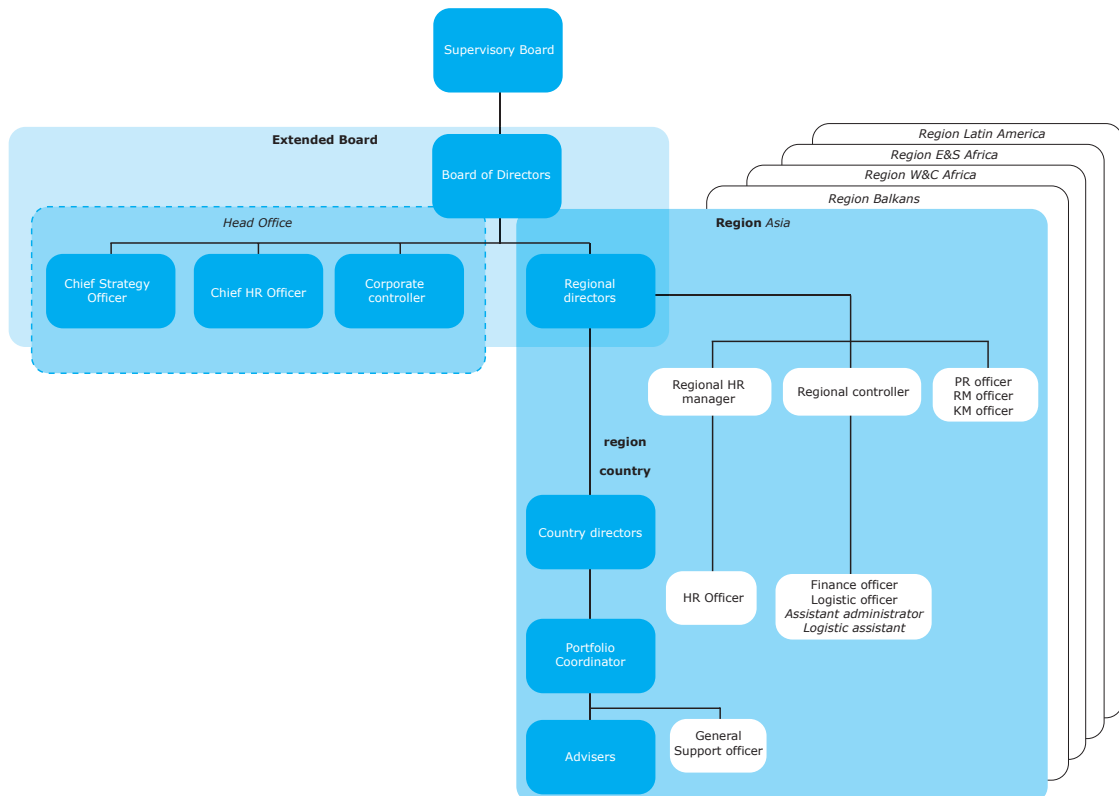 Supervisory Board
Extended Board
Board of Directors
Region Latin America
Region E&S Africa
Region W&C Africa
Region Balkans
Head Office
Region Asia
Chief Strategy
Officer
Chief HR Officer
Corporate
controller
Regional
directors
Regional HR
manager
Regional controller
PR officer
RM officer
KM officer
region
country
Country directors
HR Officer
Finance officer
Logistic officer
Assistant administrator
Logistic assistant
Portfolio
Coordinator
Advisers
General
Support officer